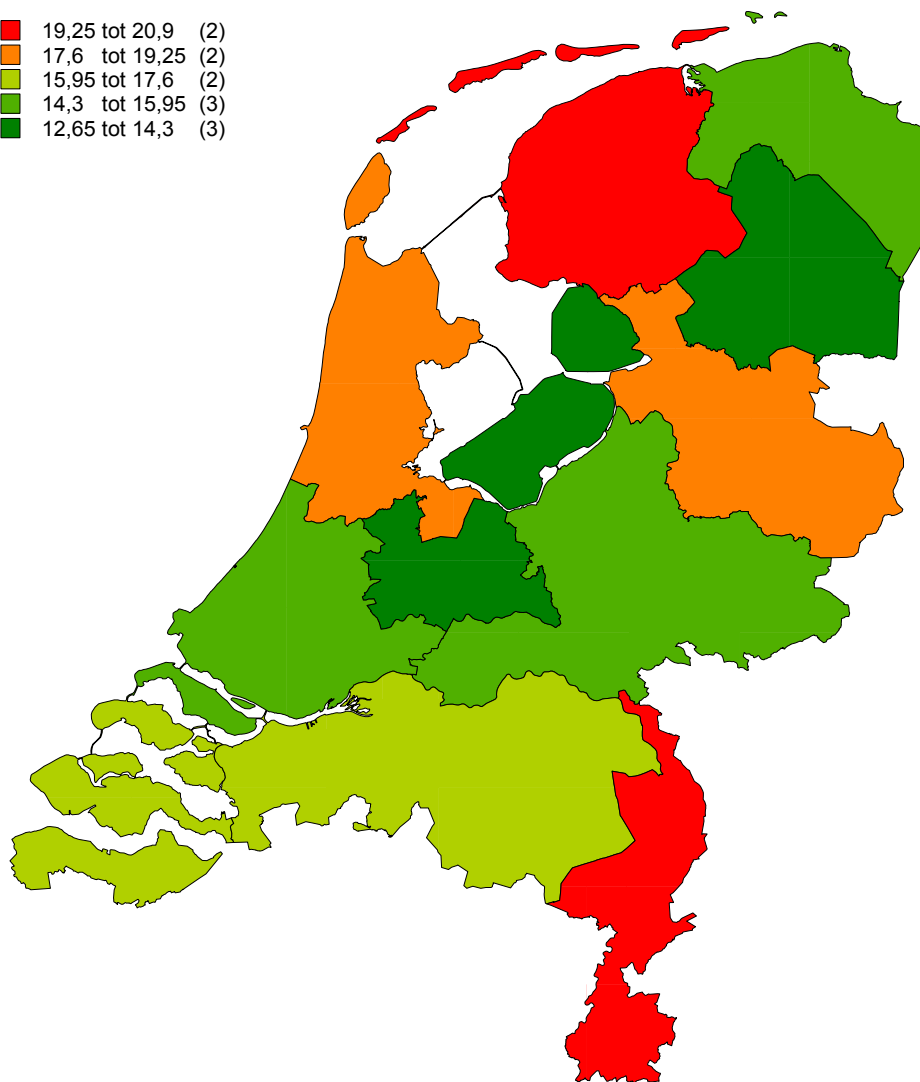 19,25 tot 20,9 (2)
17,6 tot 19,25 (2)
15,95 tot 17,6 (2)
14,3 tot 15,95 (3)
12,65 tot 14,3 (3)